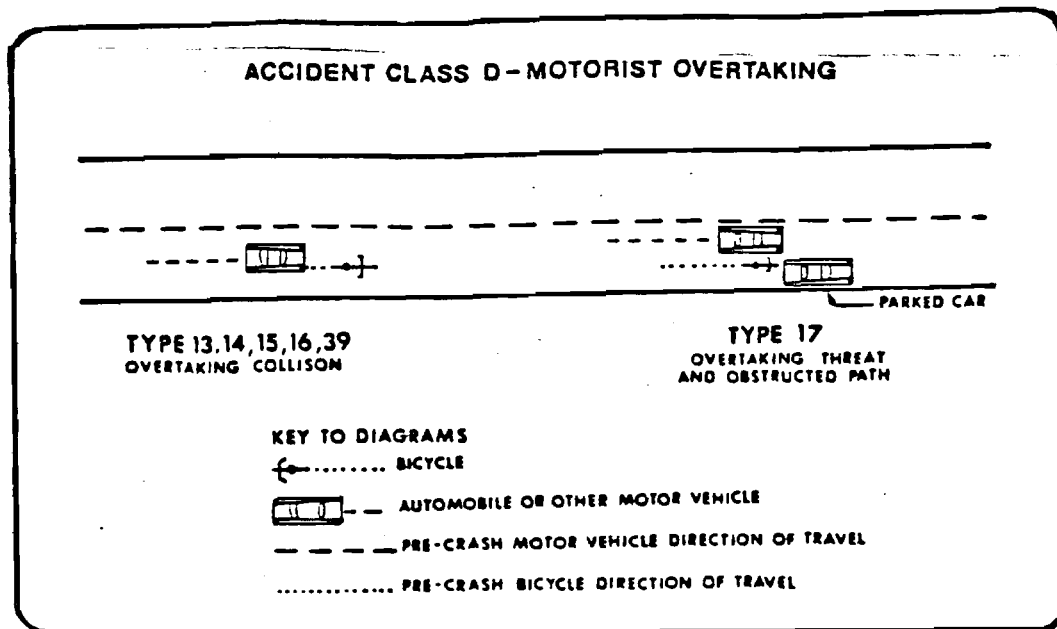 ACCIDENT CLASS D-MOTORIST OVERTAKING
PARKED CAR
TYPE 13.14,15,16,39
OVERTAKING COLLISON
TYPE 17
OVERTAKING THREAT
AND OBSTRUCTED PATH
KEY TO DIAGRAMS
BICYCLE
AUTOMOBILE OR OTHER MOTOR VEHICLE
PRE-CRASH MOTOR VEHICLE DIRECTION OF TRAVEL
PRE-CRASH BICYCLE DIRECTION OF TRAVEL